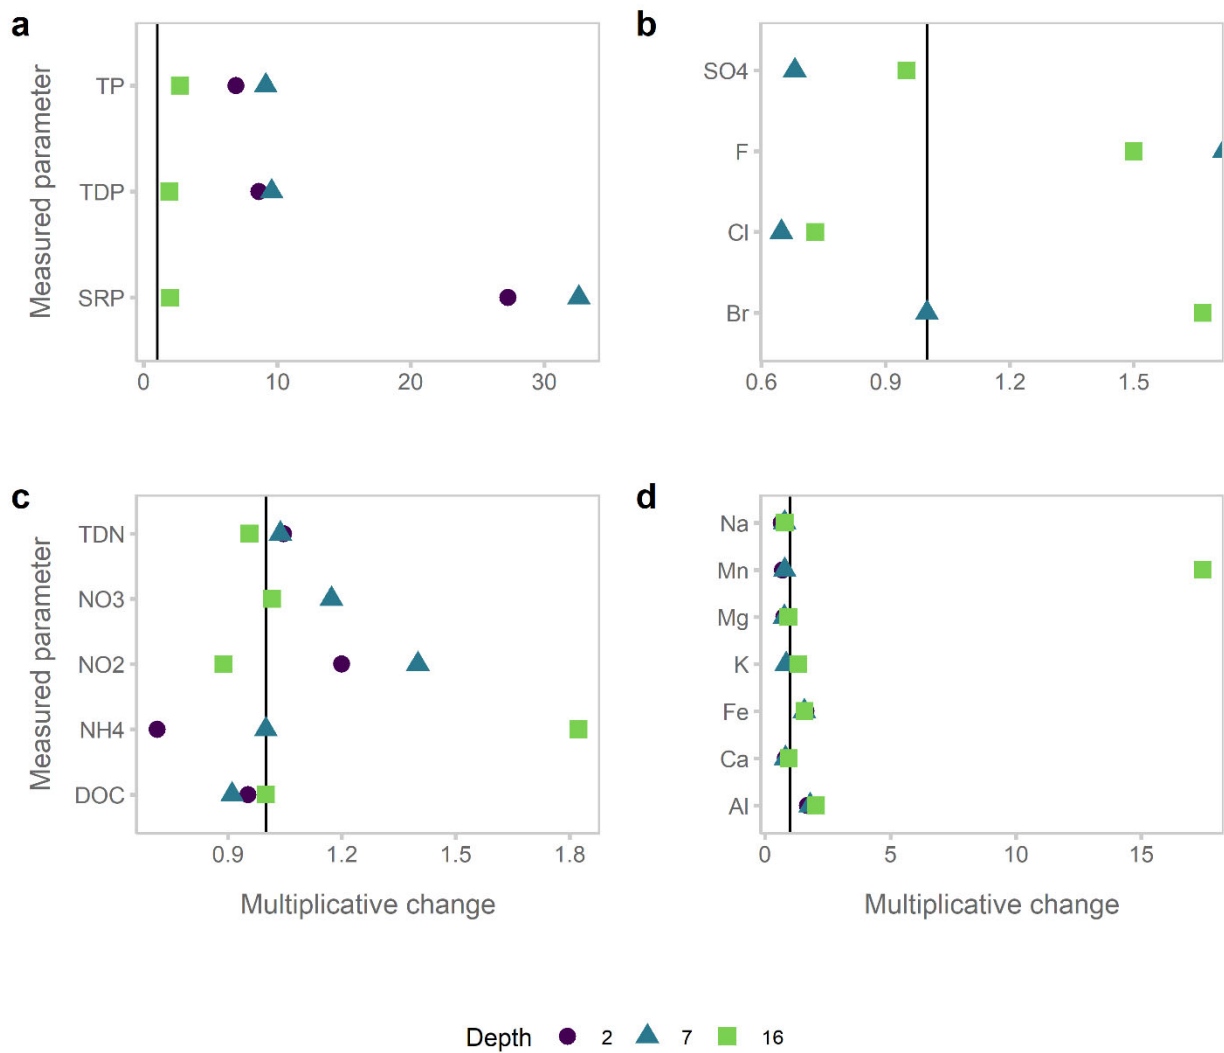 a
Measured parameter
TP
TDP
SRP
0 10 20 30
b
SO4
F
Cl
Br
0.6 0.9 1.2 1.5
c
Measured parameter
TDN
NO3
NO2
NH4
DOC
0.9 1.2 1.5 1.8
Multiplicative change
d
Na
Mn
Mg
K
Fe
Ca
Al
0 5 10 15
Multiplicative change
Depth 2 7 16